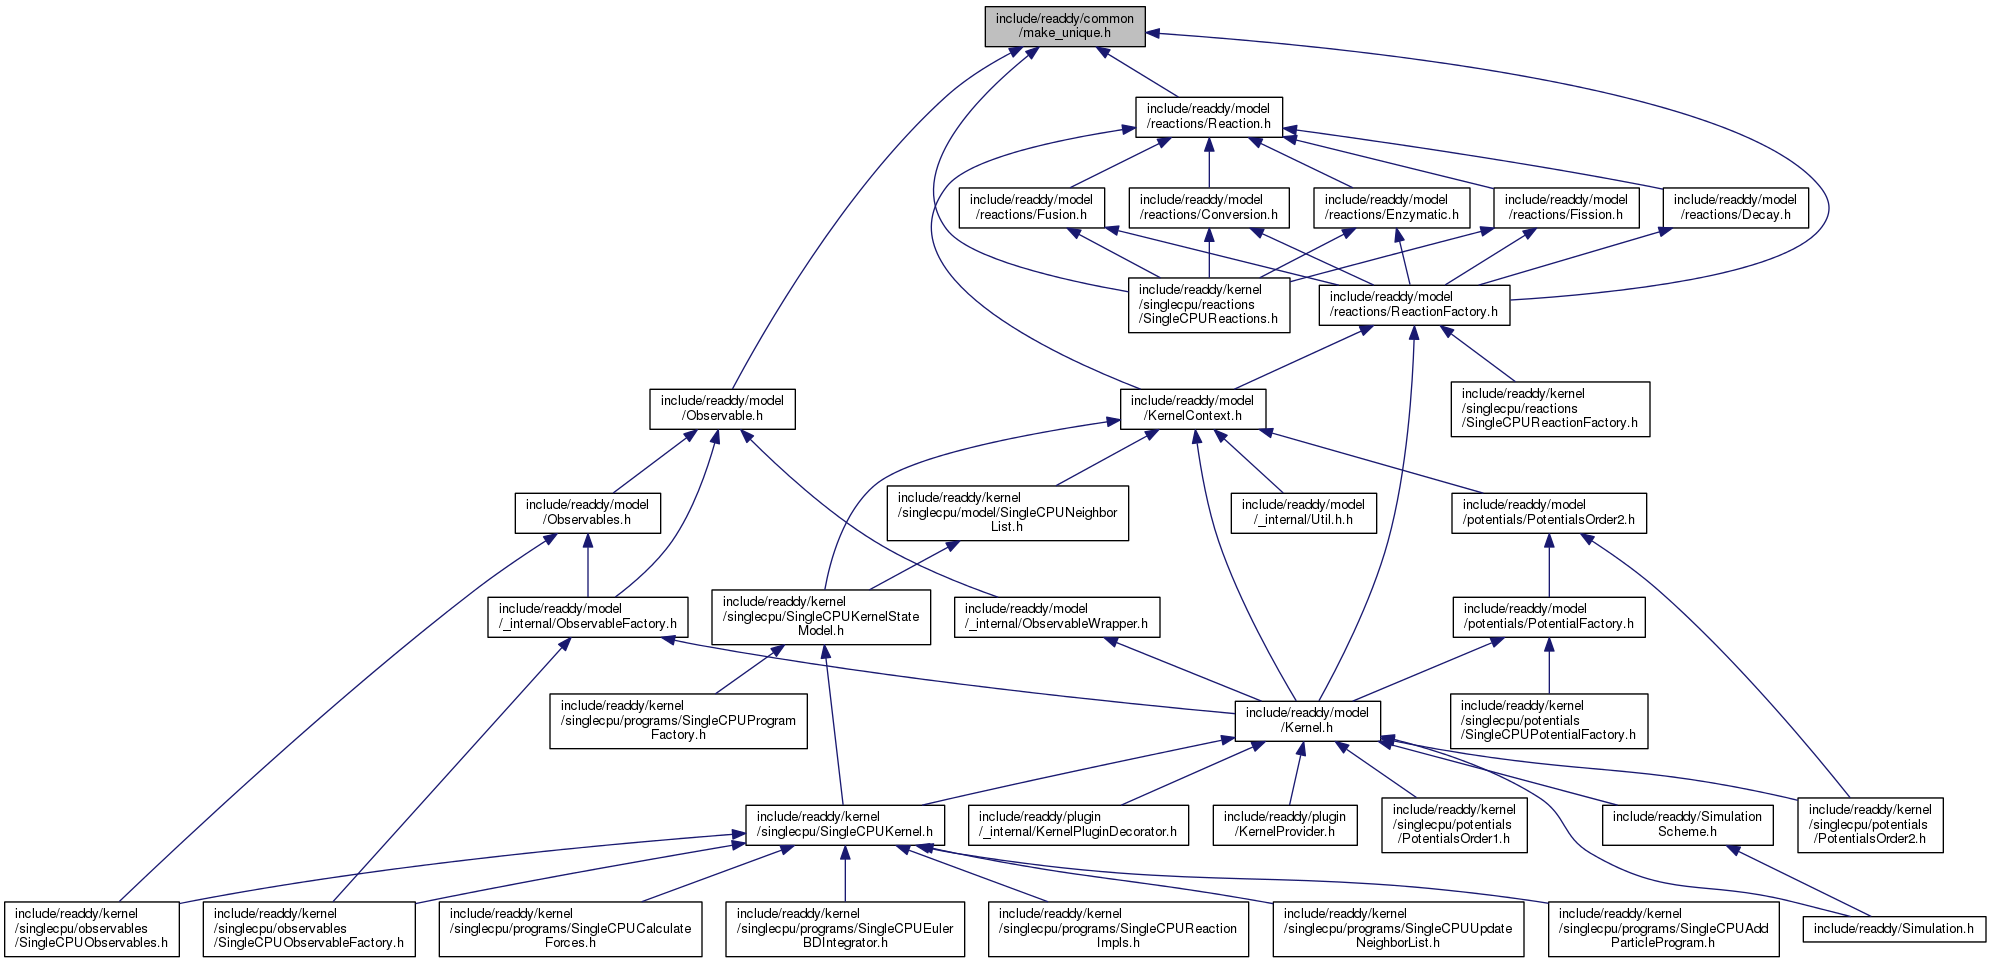 include/readdy/common
/make_unique.h
include/readdy/model
/reactions/Reaction.h
include/readdy/model
/reactions/Fusion.h
include/readdy/model
/reactions/Conversion.h
include/readdy/model
/reactions/Enzymatic.h
include/readdy/model
/reactions/Fission.h
include/readdy/model
/reactions/Decay.h
include/readdy/kernel
/singlecpu/reactions
/SingleCPUReactions.h
include/readdy/model
/reactions/ReactionFactory.h
include/readdy/model
/Observable.h
include/readdy/model
/KernelContext.h
include/readdy/kernel
/singlecpu/reactions
/SingleCPUReactionFactory.h
include/readdy/model
/Observables.h
include/readdy/kernel
/singlecpu/model/SingleCPUNeighbor
List.h
include/readdy/model
/_internal/Util.h.h
include/readdy/model
/potentials/PotentialsOrder2.h
include/readdy/model
/_internal/ObservableFactory.h
include/readdy/kernel
/singlecpu/SingleCPUKernelState
Model.h
include/readdy/model
/_internal/ObservableWrapper.h
include/readdy/model
/potentials/PotentialFactory.h
include/readdy/kernel
/singlecpu/programs/SingleCPUProgram
Factory.h
include/readdy/model
/Kernel.h
include/readdy/kernel
/singlecpu/potentials
/SingleCPUPotentialFactory.h
include/readdy/kernel
/singlecpu/SingleCPUKernel.h
include/readdy/plugin
/_internal/KernelPluginDecorator.h
include/readdy/plugin
/KernelProvider.h
include/readdy/kernel
/singlecpu/potentials
/PotentialsOrder1.h
include/readdy/Simulation
Scheme.h
include/readdy/kernel
/singlecpu/potentials
/PotentialsOrder2.h
include/readdy/kernel
/singlecpu/observables
/SingleCPUObservables.h
include/readdy/kernel
/singlecpu/observables
/SingleCPUObservableFactory.h
include/readdy/kernel
/singlecpu/programs/SingleCPUCalculate
Forces.h
include/readdy/kernel
/singlecpu/programs/SingleCPUEuler
BDIntegrator.h
include/readdy/kernel
/singlecpu/programs/SingleCPUReaction
Impls.h
include/readdy/kernel
/singlecpu/programs/SingleCPUUpdate
NeighborList.h
include/readdy/kernel
/singlecpu/programs/SingleCPUAdd
ParticleProgram.h
include/readdy/Simulation.h